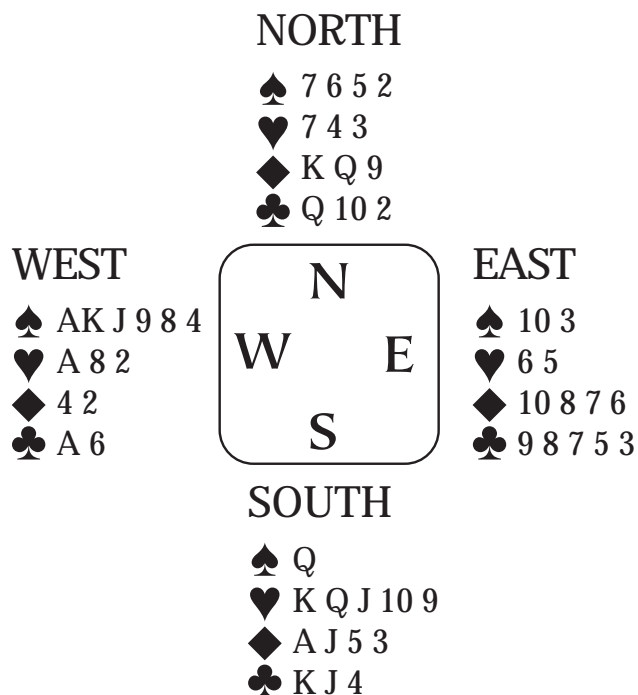 NORTH
♠ 7 6 5 2
♥ 7 4 3
♦ K Q 9
♣ Q 10 2
WEST
♠ A K J 9 8 4
♥ A 8 2
♦ 4 2
♣ A 6
N
W E
S
EAST
♠ 10 3
♥ 6 5
♦ 10 8 7 6
♣ 9 8 7 5 3
SOUTH
♠ Q
♥ K Q J 10 9
♦ A J 5 3
♣ K J 4